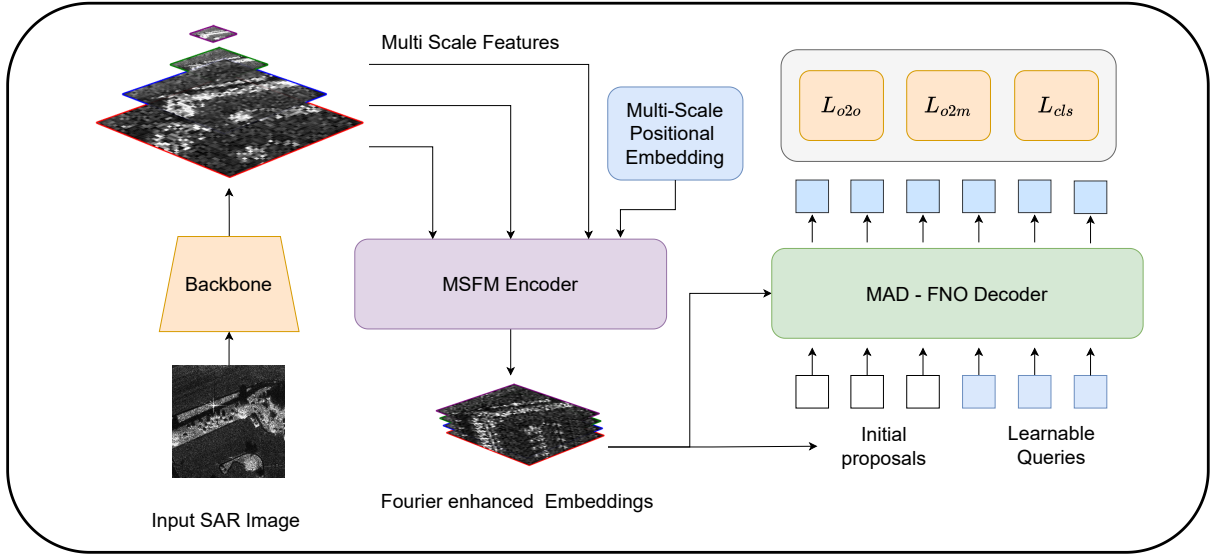 Multi Scale Features
Multi-Scale
Positional
Embedding
L_{o2o}
L_{o2m}
L_{cls}
Backbone
MSFM Encoder
MAD - FNO Decoder
Initial
proposals
Learnable
Queries
Fourier enhanced  Embeddings
Input SAR Image